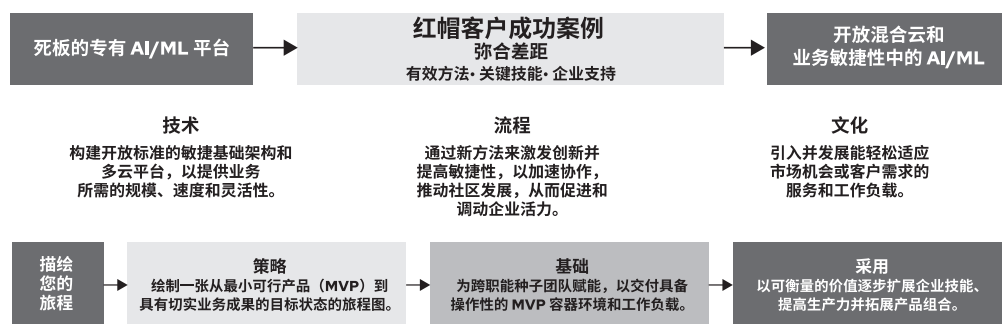 死板的专有 AI/ML 平台
红帽客户成功案例
弥合差距
有效方法• 关键技能• 企业支持
开放混合云和
业务敏捷性中的 AI/ML
技术
构建开放标准的敏捷基础架构和
多云平台，以提供业务
所需的规模、速度和灵活性。
流程
通过新方法来激发创新并
提高敏捷性，以加速协作，
推动社区发展，从而促进和
调动企业活力。
文化
引入并发展能轻松适应
市场机会或客户需求的
服务和工作负载。
描绘
您的
旅程
策略
绘制一张从最小可行产品（MVP）到
具有切实业务成果的目标状态的旅程图。
基础
为跨职能种子团队赋能，以交付具备
操作性的 MVP 容器环境和工作负载。
采用
以可衡量的价值逐步扩展企业技能、
提高生产力并拓展产品组合。